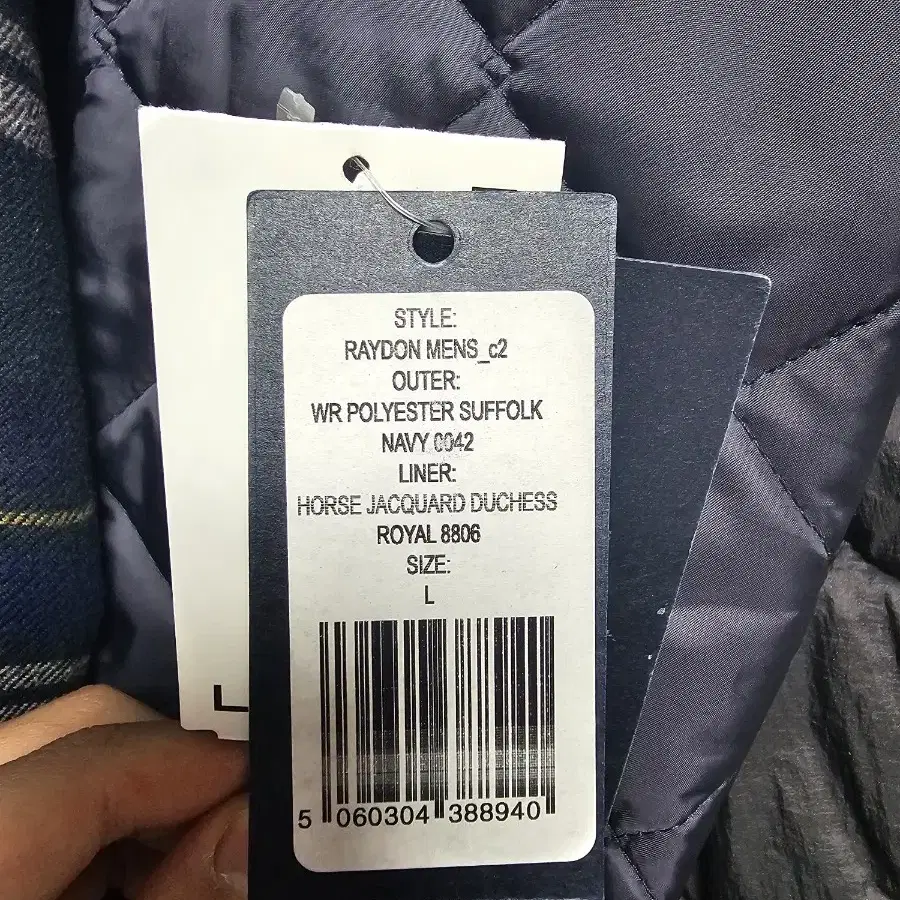 STYLE:
RAYDON MENS_c2
OUTER:
WR POLYESTER SUFFOLK
NAVY 0042
LINER:
HORSE JACQUARD DUCHESS
ROYAL 8806
SIZE:
L
5 060304 388940
L